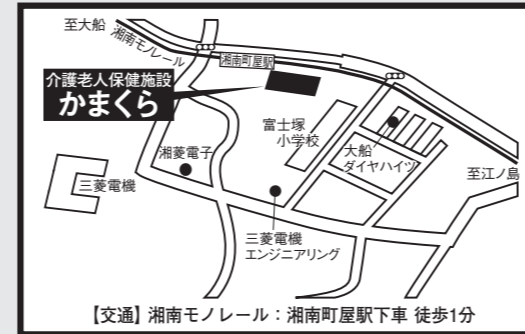 至大船
湘南モノレール
湘南町屋駅
介護老人保健施設
かまくら
富士塚
小学校
大船
ダイヤハイツ
湘菱電子
至江ノ島
三菱電機
三菱電機
エンジニアリング
【交通】湘南モノレール：湘南町屋駅下車 徒歩1分